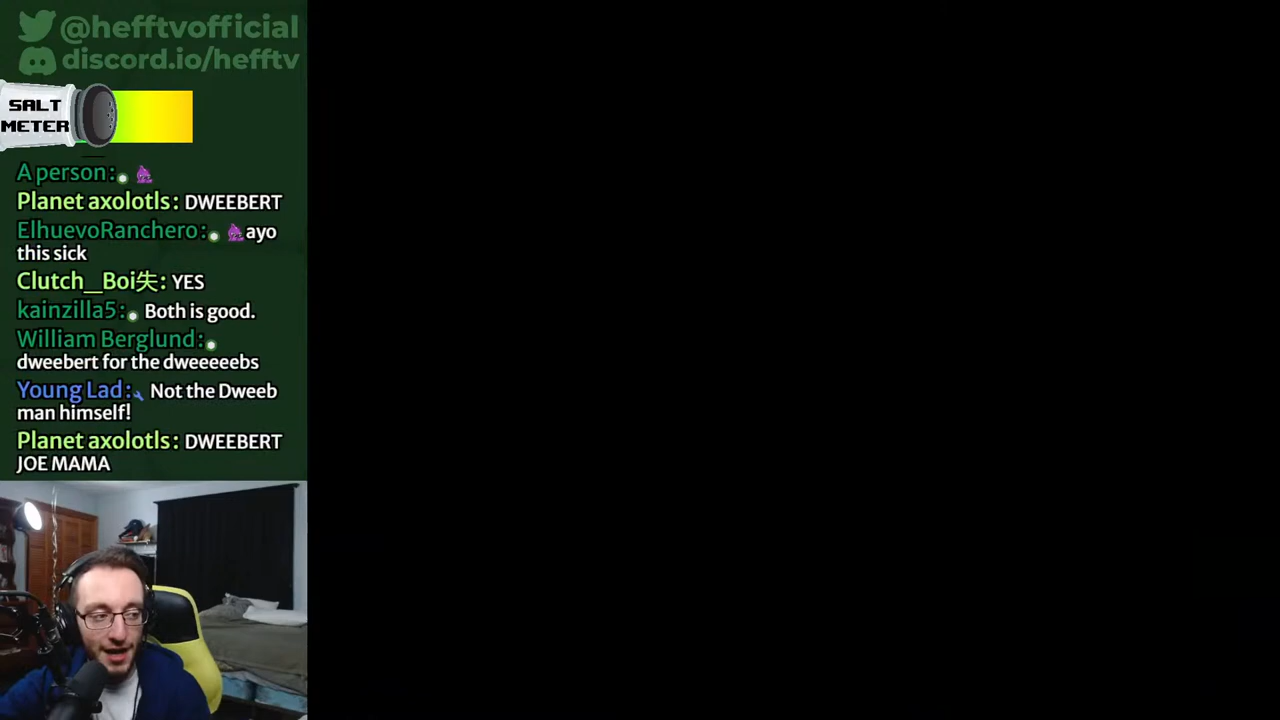 @hefftvofficial
discord.io/hefftv
SALT
METER
A person:
Planet axolotls: DWEEBERT
ElhuevoRanchero: ayo
this sick
Clutch_Boi失: YES
kainzilla5: Both is good.
William Berglund:
dweebert for the dweeeeebs
Young Lad: Not the Dweeb
man himself!
Planet axolotls: DWEEBERT
JOE MAMA